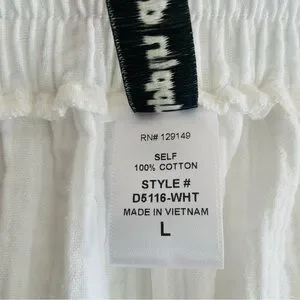 RN# 129149
SELF
100% COTTON
STYLE #
D5116-WHT
MADE IN VIETNAM
L